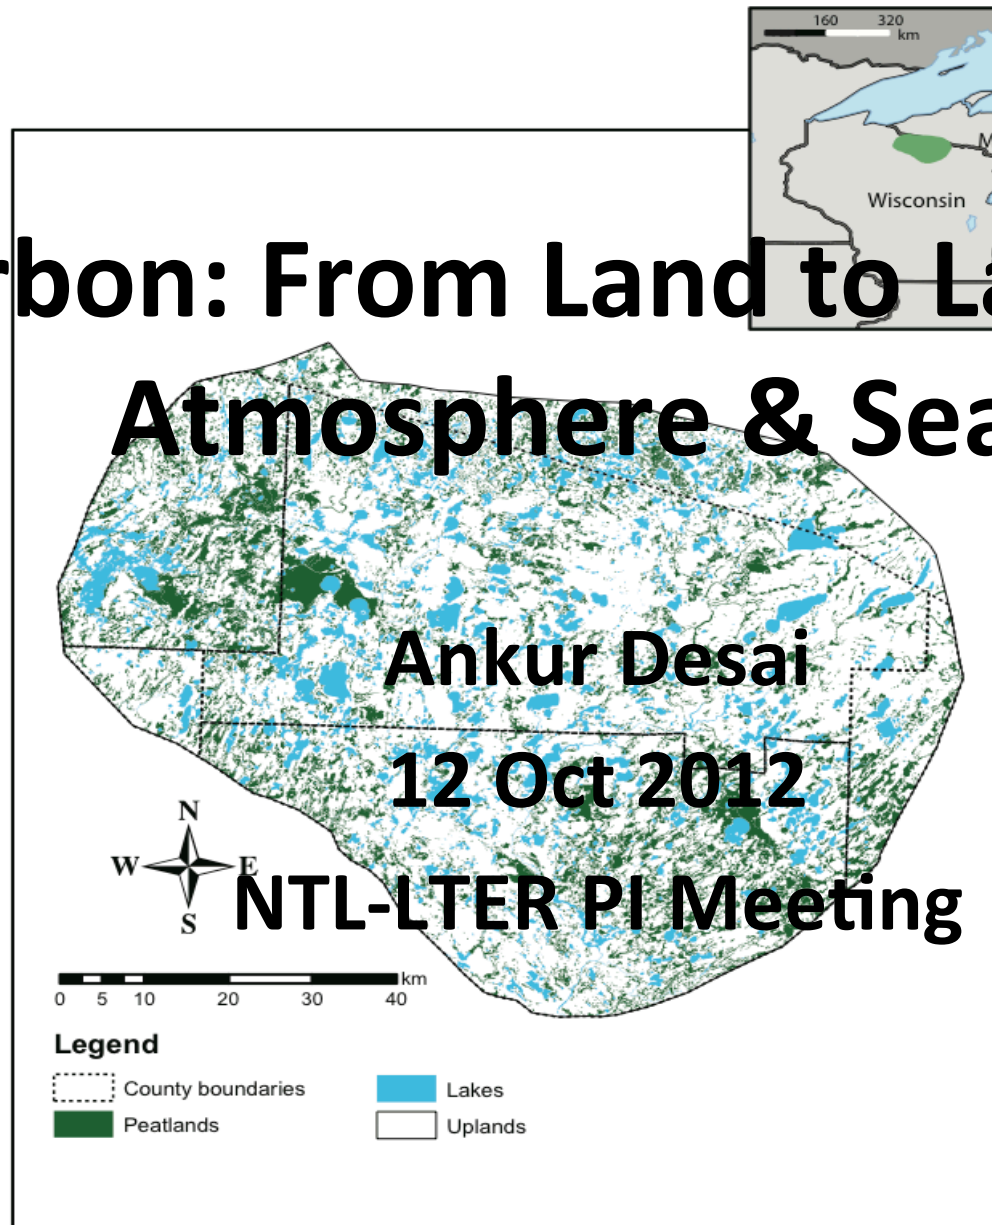 160 320
km
M
Wisconsin
rbon: From Land to La
Atmosphere & Sea
Ankur Desai
12 Oct 2012
N
W E
S
NTL-LTER PI Meeting
km
0 5 10 20 30 40
Legend
County boundaries
Lakes
Peatlands
Uplands